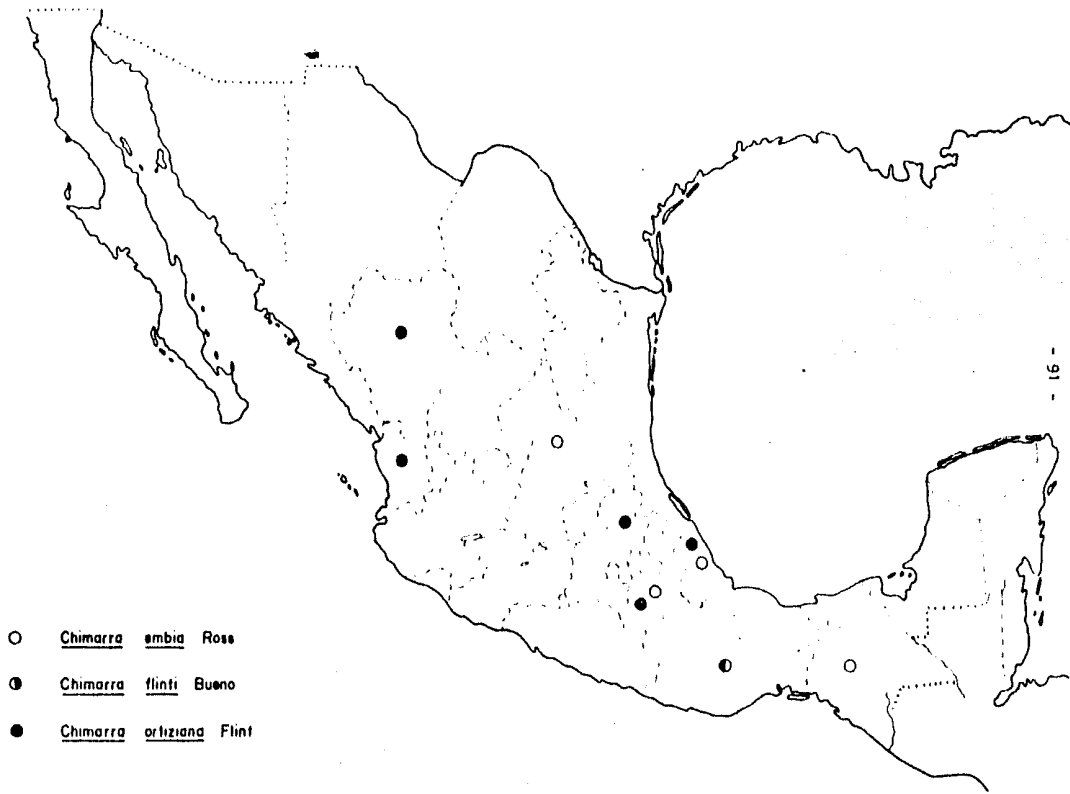 - 16 -
Chimarra embia Ross
Chimarra flinti Bueno
Chimarra ortiziana Flint